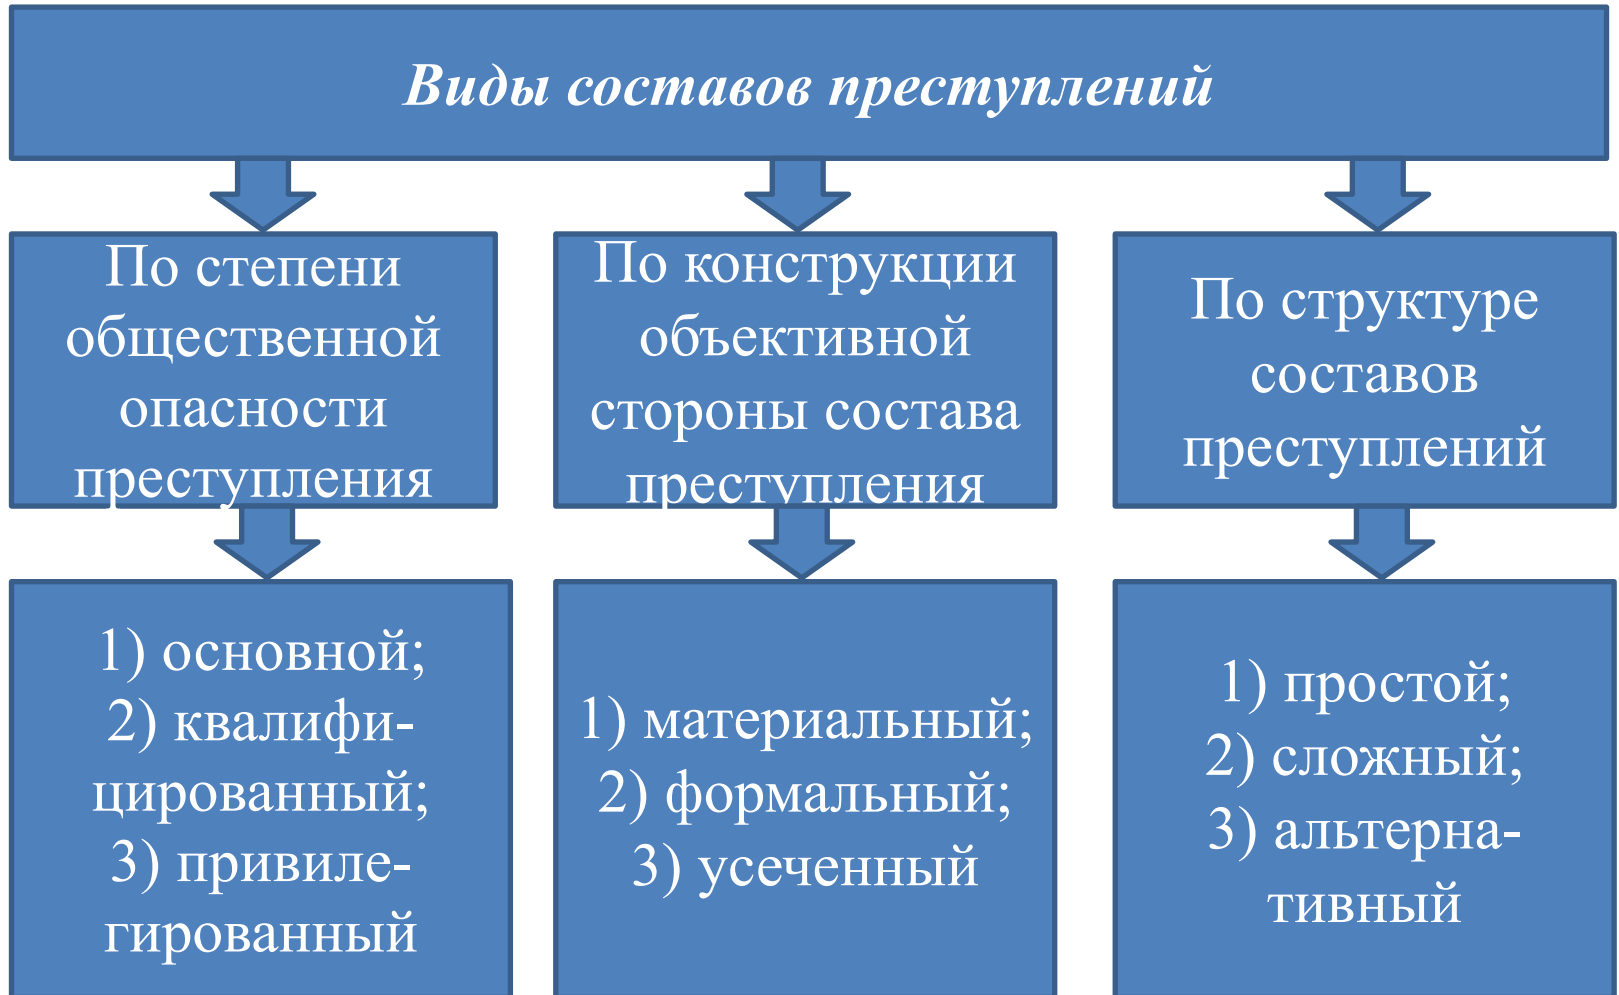 Виды составов преступлений
По степени
общественной
опасности
преступления
По конструкции
объективной
стороны состава
преступления
По структуре
составов
преступлений
1) основной;
2) квалифи-
цированный;
3) привиле-
гированный
1) материальный;
2) формальный;
3) усеченный
1) простой;
2) сложный;
3) альтерна-
тивный